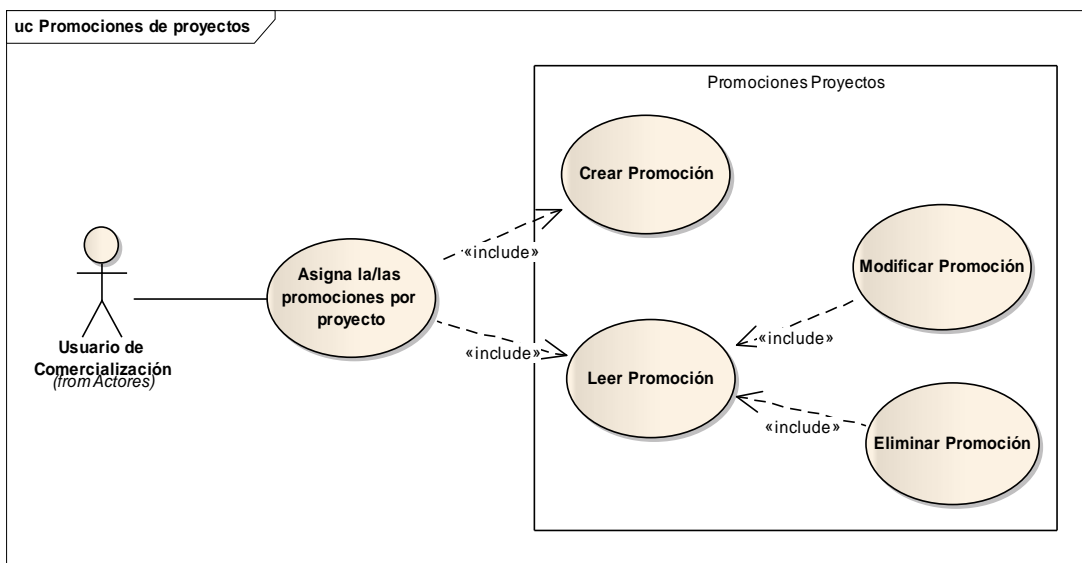 uc Promociones de proyectos
Promociones Proyectos
Crear Promoción
«include»
Asigna la/las
promociones por
proyecto
Usuario de
Comercialización
(from Actores)
«include»
Leer Promoción
Modificar Promoción
«include»
«include»
Eliminar Promoción